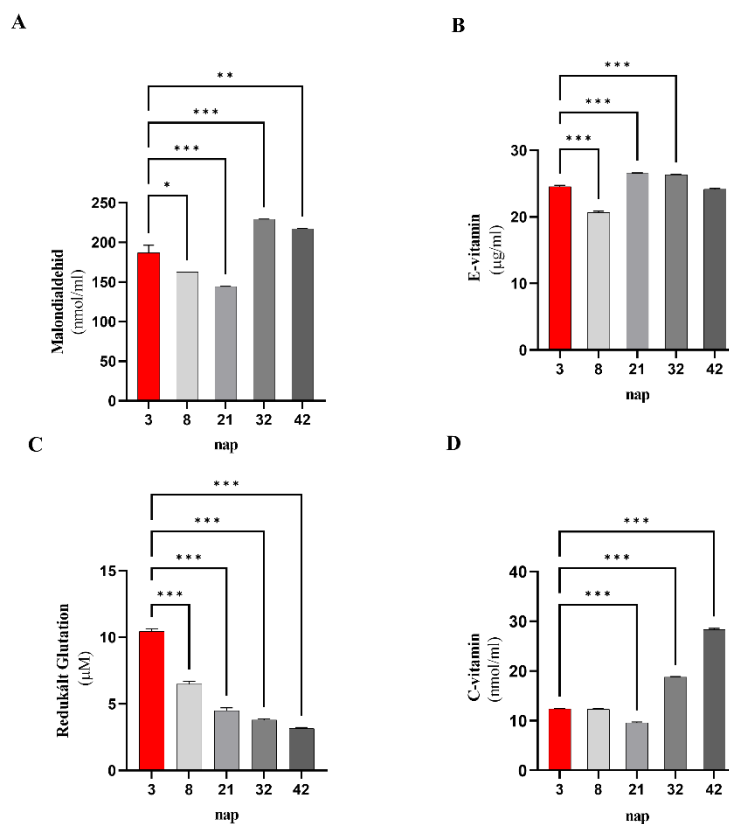 A
**
***
***
*
250
200
150
100
50
0
Malondialdehid
(nmol/ml)
3 8 21 32 42
nap
B
***
***
***
30
20
10
0
E-vitamin
(µg/ml)
3 8 21 32 42
nap
C
***
***
***
***
15
10
5
0
Redukált Glutation
(µM)
3 8 21 32 42
nap
D
***
***
***
40
30
20
10
0
C-vitamin
(nmol/ml)
3 8 21 32 42
nap